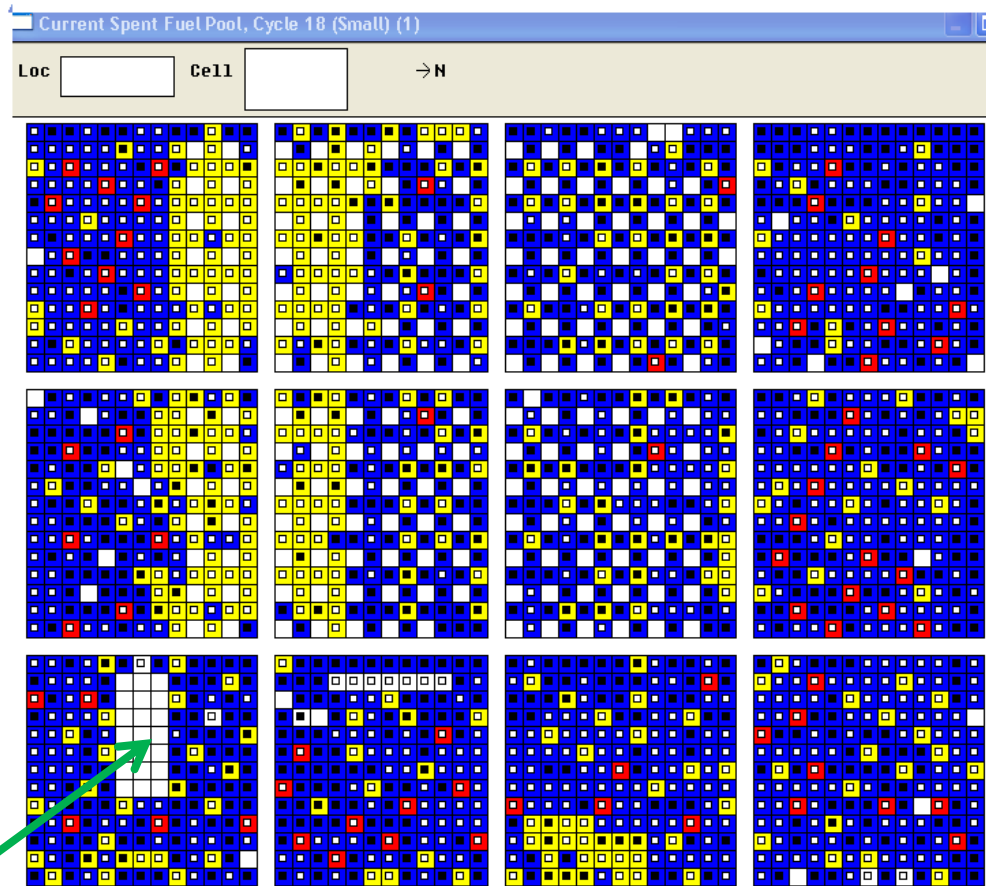 Current Spent Fuel Pool, Cycle 18 (Small) (1)
Loc Cell →N